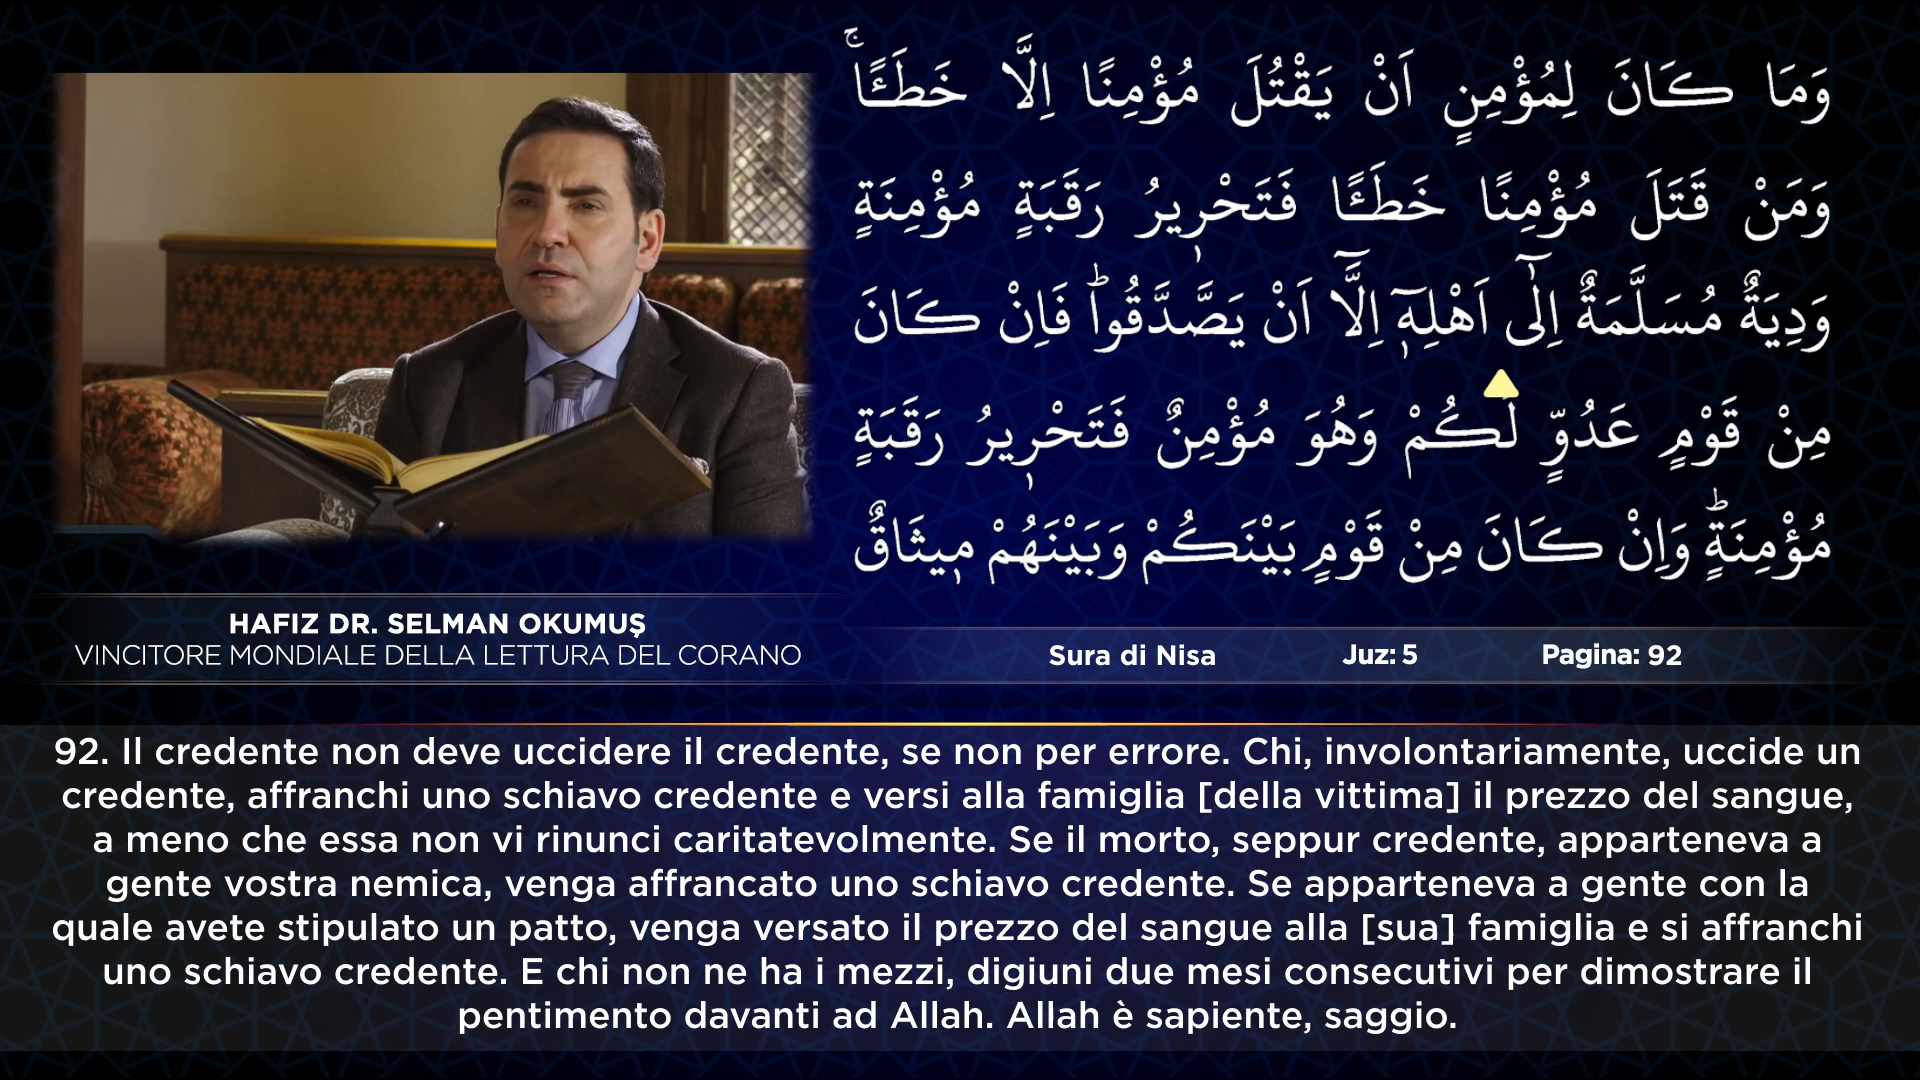 وَمَا كَانَ لِمُؤْمِنٍ اَنْ يَقْتُلَ مُؤْمِنًا اِلَّا خَطَـًٔاۚ
وَمَنْ قَتَلَ مُؤْمِنًا خَطَـًٔا فَتَحْر۪يرُ رَقَبَةٍ مُؤْمِنَةٍ
وَدِيَةٌ مُسَلَّمَةٌ اِلٰٓى اَهْلِه۪ٓ اِلَّٓا اَنْ يَصَّدَّقُواۜ فَاِنْ كَانَ
مِنْ قَوْمٍ عَدُوٍّ لَكُمْ وَهُوَ مُؤْمِنٌ فَتَحْر۪يرُ رَقَبَةٍ
مُؤْمِنَةٍۜ وَاِنْ كَانَ مِنْ قَوْمٍ بَيْنَكُمْ وَبَيْنَهُمْ م۪يثَاقٌ
HAFIZ DR. SELMAN OKUMUŞ
VINCITORE MONDIALE DELLA LETTURA DEL CORANO
Sura di Nisa Juz: 5 Pagina: 92
92. Il credente non deve uccidere il credente, se non per errore. Chi, involontariamente, uccide un
credente, affranchi uno schiavo credente e versi alla famiglia [della vittima] il prezzo del sangue,
a meno che essa non vi rinunci caritatevolmente. Se il morto, seppur credente, apparteneva a
gente vostra nemica, venga affrancato uno schiavo credente. Se apparteneva a gente con la
quale avete stipulato un patto, venga versato il prezzo del sangue alla [sua] famiglia e si affranchi
uno schiavo credente. E chi non ne ha i mezzi, digiuni due mesi consecutivi per dimostrare il
pentimento davanti ad Allah. Allah è sapiente, saggio.